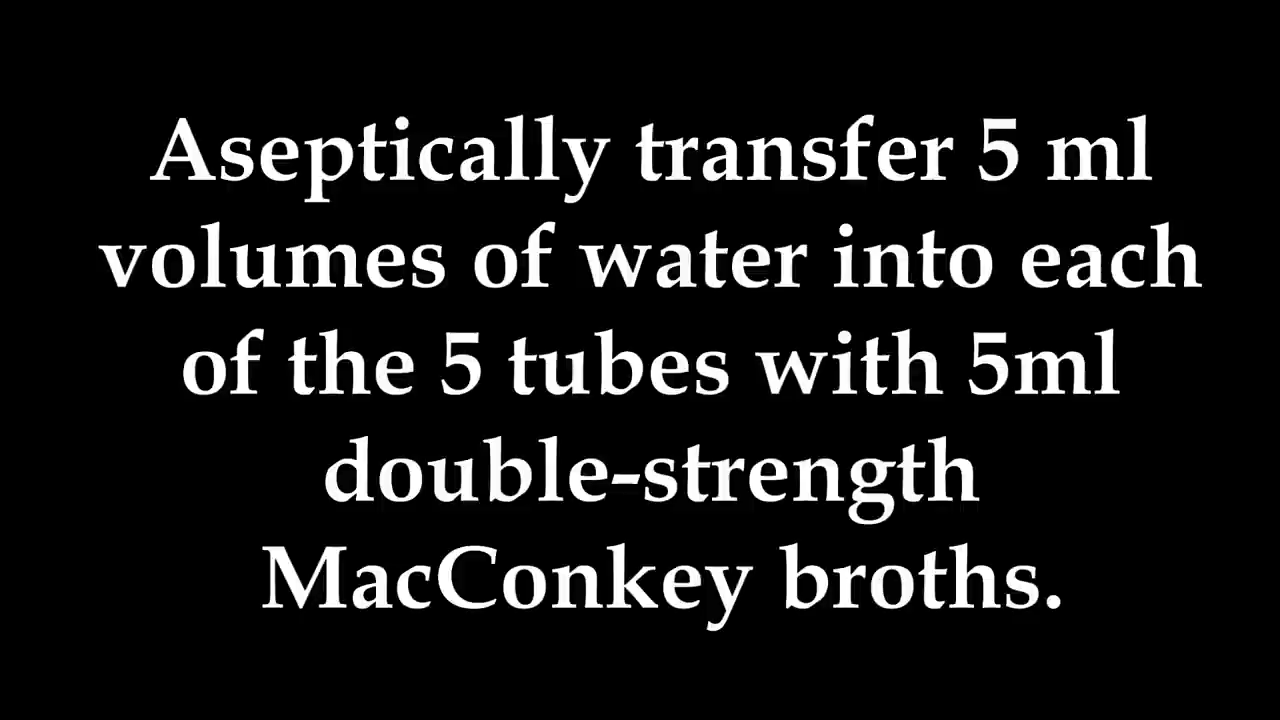 Aseptically transfer 5 ml
volumes of water into each
of the 5 tubes with 5ml
double-strength
MacConkey broths.